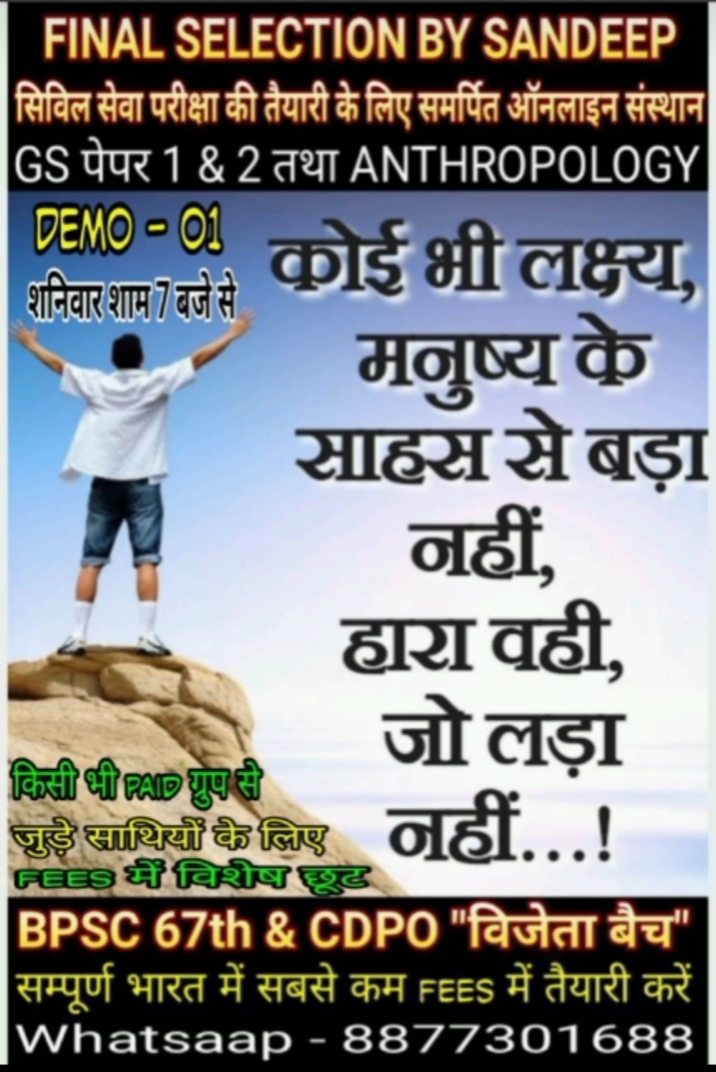 FINAL SELECTION BY SANDEEP
सिविल सेवा परीक्षा की तैयारी के लिए समर्पित ऑनलाइन संस्थान
GS पेपर 1 & 2 तथा ANTHROPOLOGY
DEMO - 01
शनिवार शाम 7 बजे से
कोई भी लक्ष्य,
मनुष्य के
साहस से बड़ा
नहीं,
हारा वही,
जो लड़ा
नहीं...!
किसी भी PAID ग्रुप से
जुड़े साथियों के लिए
FEES में विशेष छूट
BPSC 67th & CDPO "विजेता बैच"
सम्पूर्ण भारत में सबसे कम FEES में तैयारी करें
Whatsaap - 8877301688